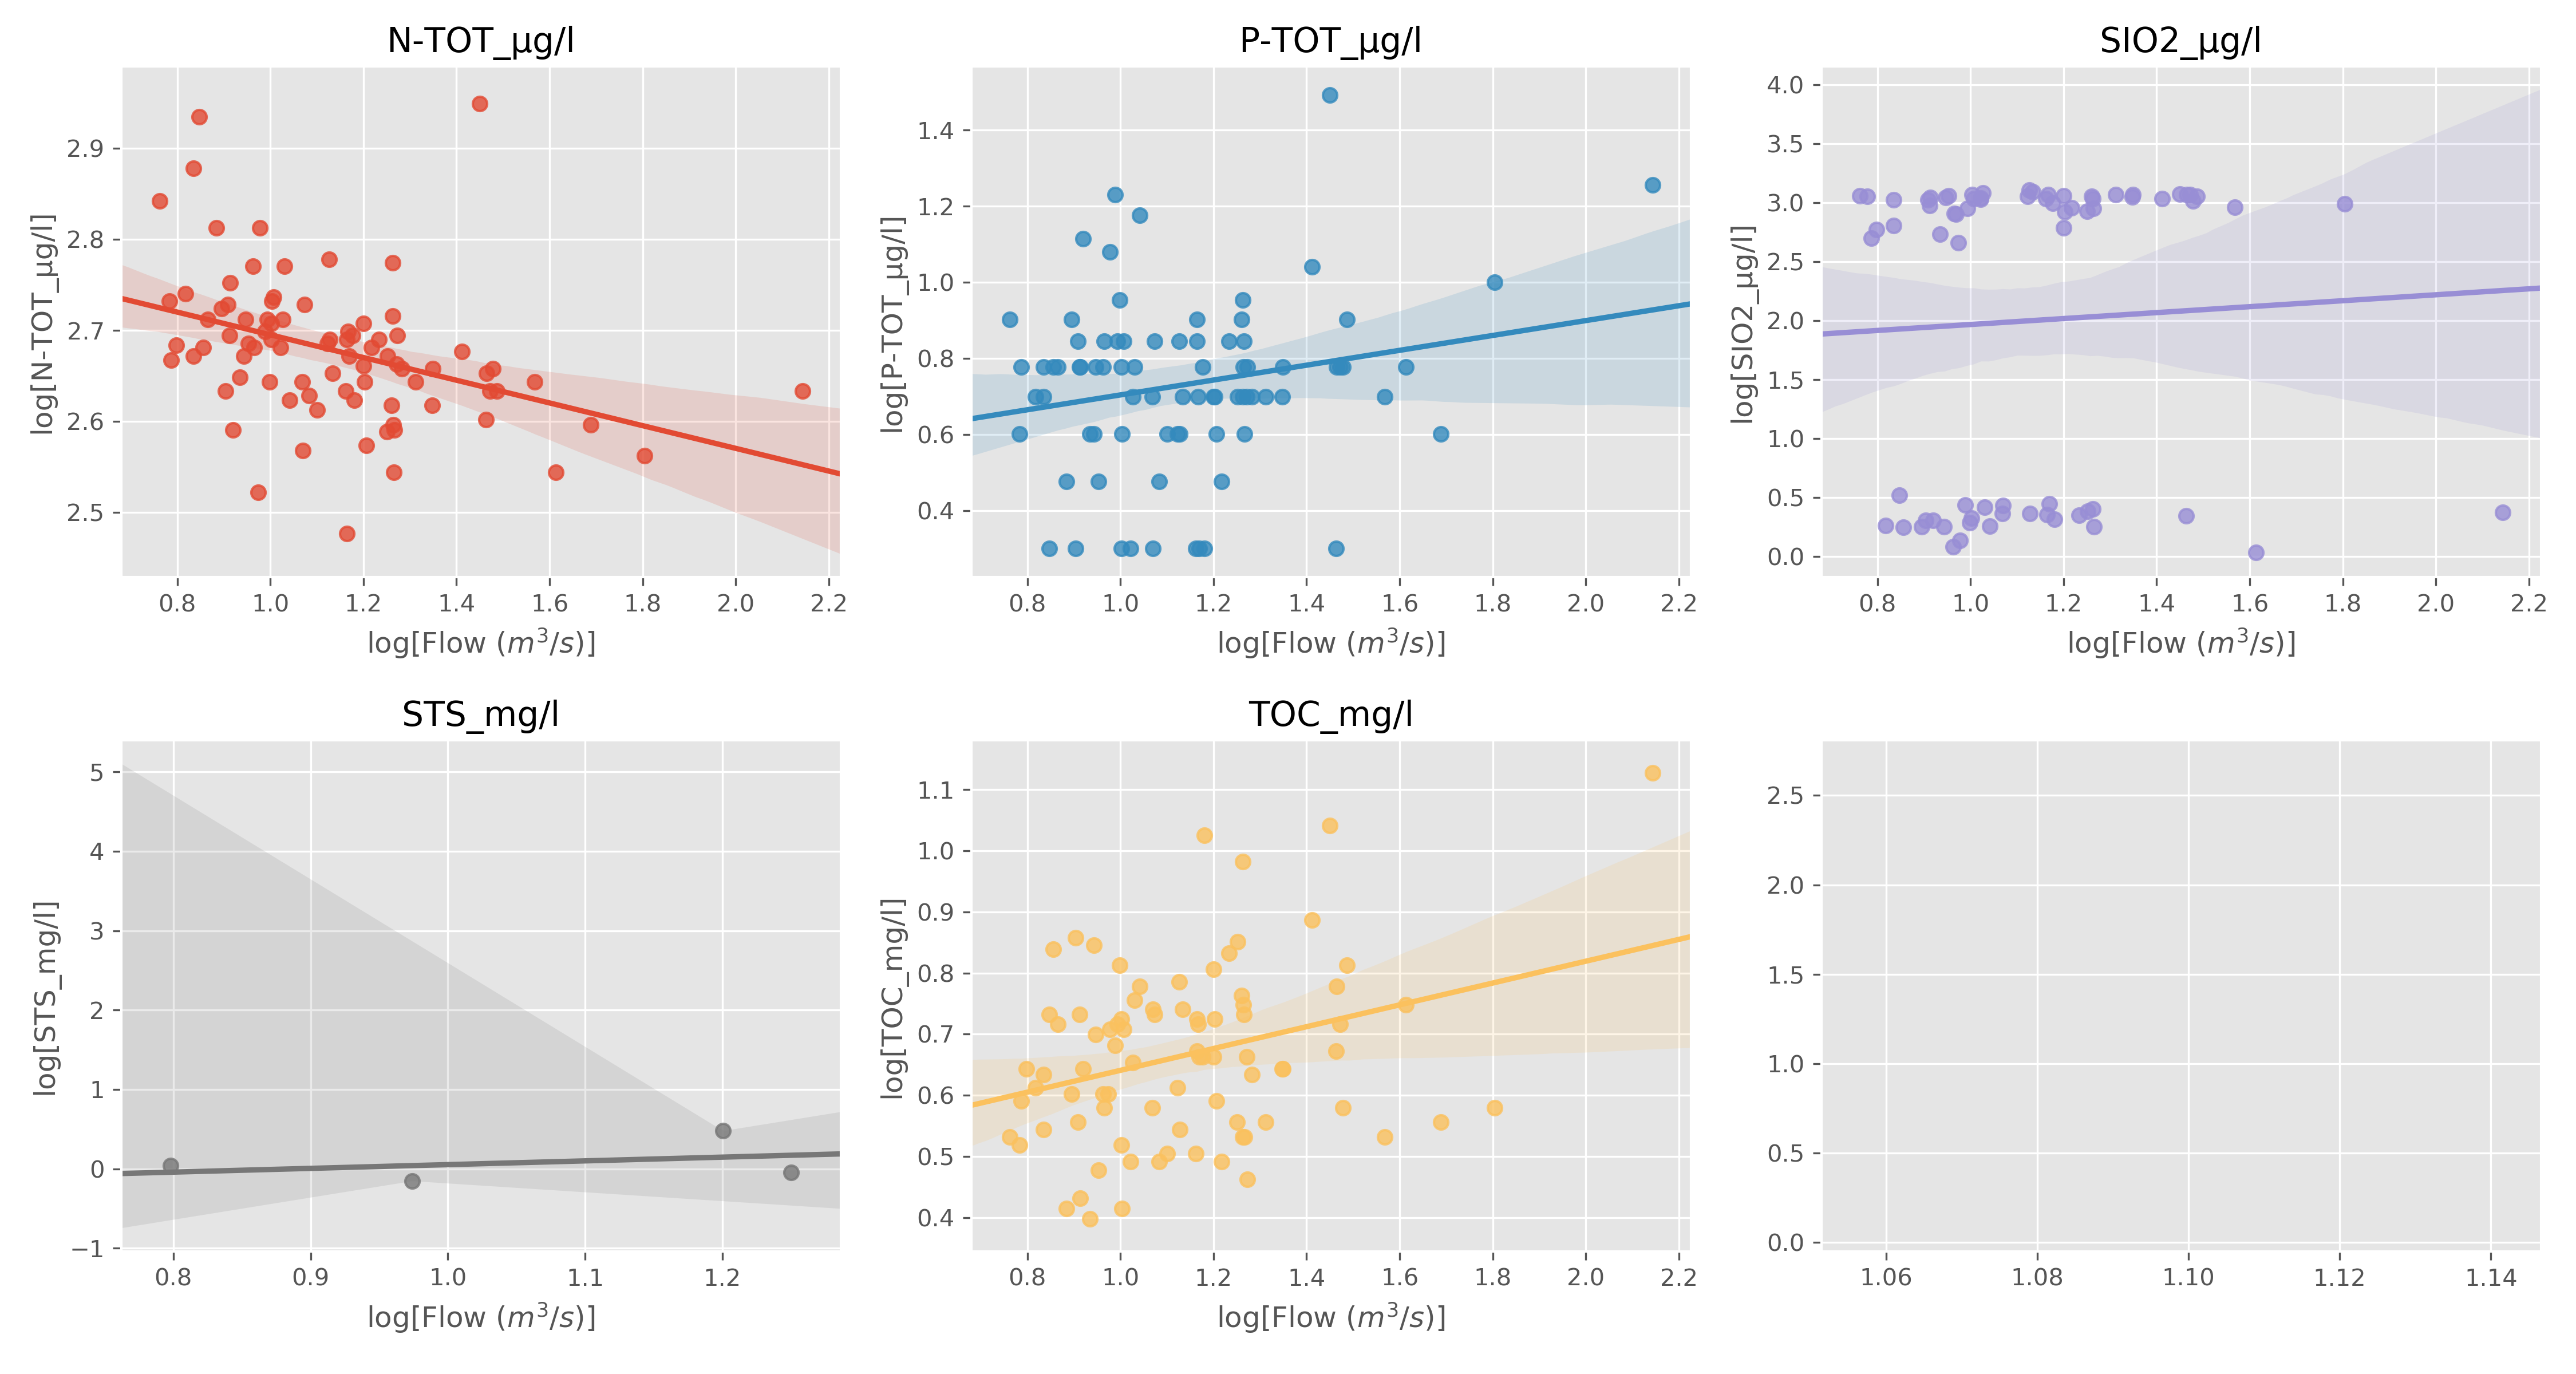 N-TOT_μg/l
log[N-TOT_μg/l]
2.9
2.8
2.7
2.6
2.5
0.8 1.0 1.2 1.4 1.6 1.8 2.0 2.2
log[Flow (m³/s)]
P-TOT_μg/l
log[P-TOT_μg/l]
1.4
1.2
1.0
0.8
0.6
0.4
0.8 1.0 1.2 1.4 1.6 1.8 2.0 2.2
log[Flow (m³/s)]
SIO2_μg/l
log[SIO2_μg/l]
4.0
3.5
3.0
2.5
2.0
1.5
1.0
0.5
0.0
0.8 1.0 1.2 1.4 1.6 1.8 2.0 2.2
log[Flow (m³/s)]
STS_mg/l
log[STS_mg/l]
5
4
3
2
1
0
−1
0.8 0.9 1.0 1.1 1.2
log[Flow (m³/s)]
TOC_mg/l
log[TOC_mg/l]
1.1
1.0
0.9
0.8
0.7
0.6
0.5
0.4
0.8 1.0 1.2 1.4 1.6 1.8 2.0 2.2
log[Flow (m³/s)]
2.5
2.0
1.5
1.0
0.5
0.0
1.06 1.08 1.10 1.12 1.14